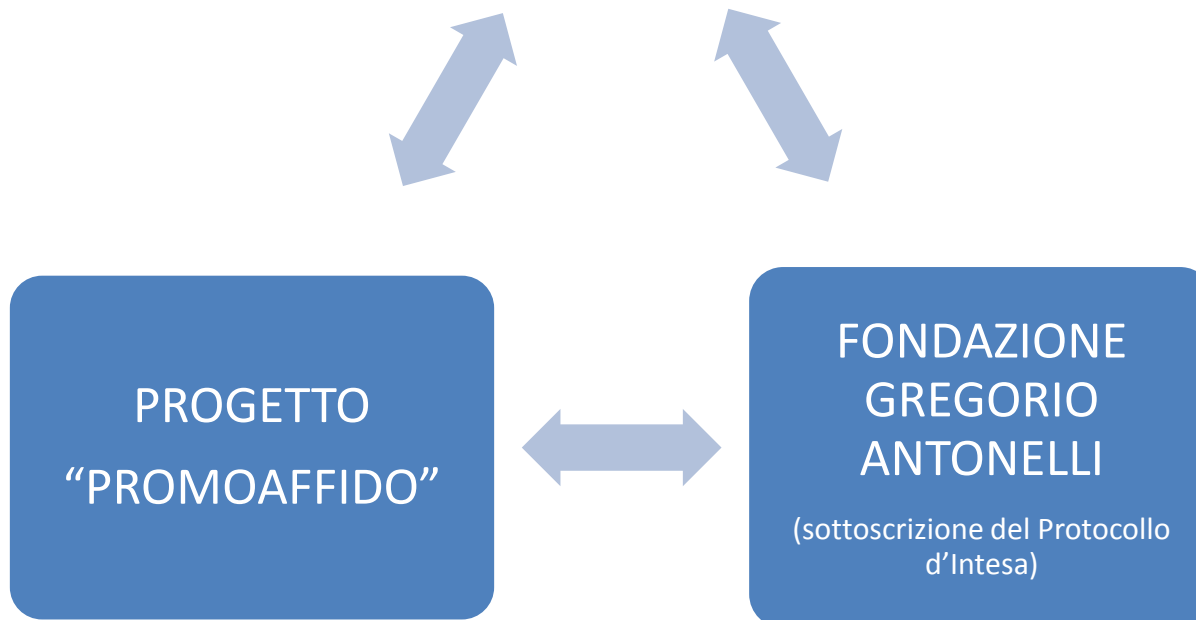 PROGETTO
“PROMOAFFIDO”
FONDAZIONE
GREGORIO
ANTONELLI
(sottoscrizione del Protocollo
d’Intesa)